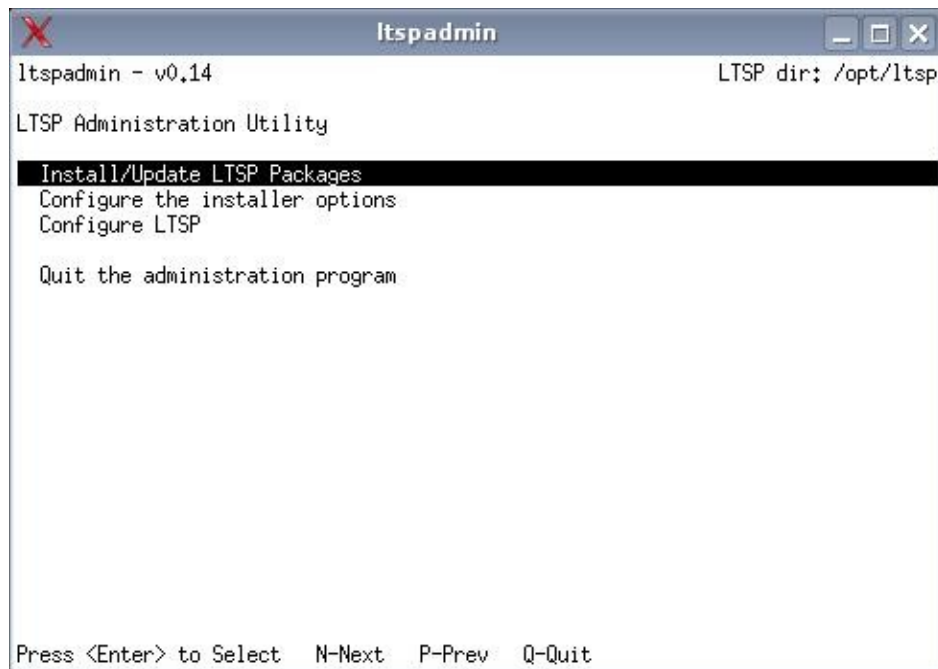 ltspadmin
ltspadmin - v0.14 LTSP dir: /opt/ltsp
LTSP Administration Utility
Install/Update LTSP Packages
Configure the installer options
Configure LTSP
Quit the administration program
Press <Enter> to Select N-Next P-Prev Q-Quit